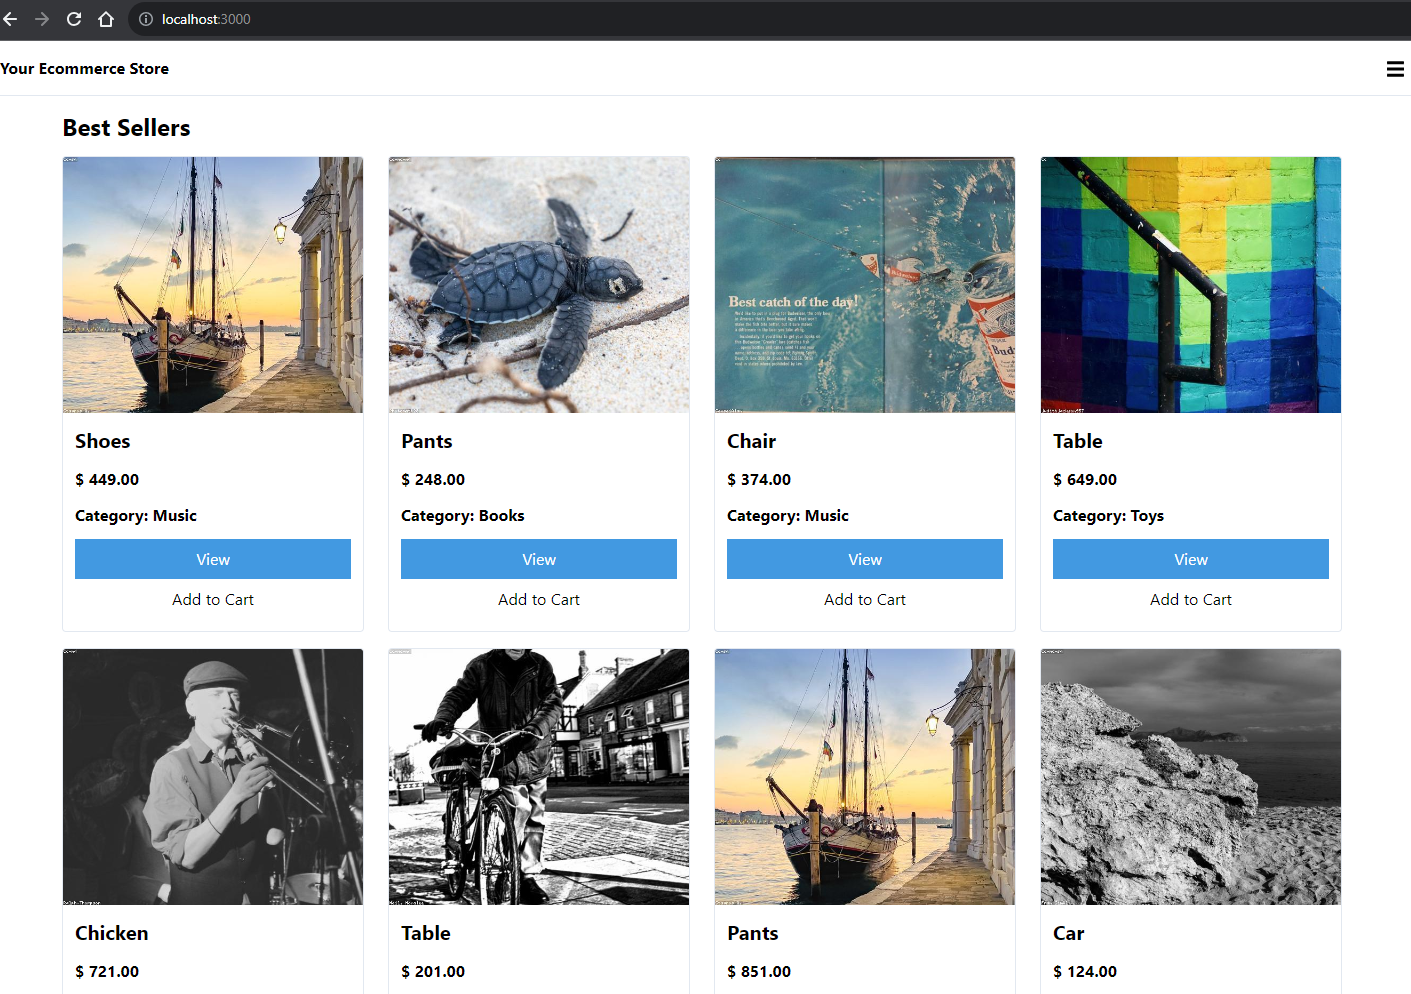 localhost:3000
Your Ecommerce Store
Best Sellers
Best catch of the day!
Shoes
$ 449.00
Category: Music
View
Add to Cart
Pants
$ 248.00
Category: Books
View
Add to Cart
Chair
$ 374.00
Category: Music
View
Add to Cart
Table
$ 649.00
Category: Toys
View
Add to Cart
Chicken
$ 721.00
Table
$ 201.00
Pants
$ 851.00
Car
$ 124.00